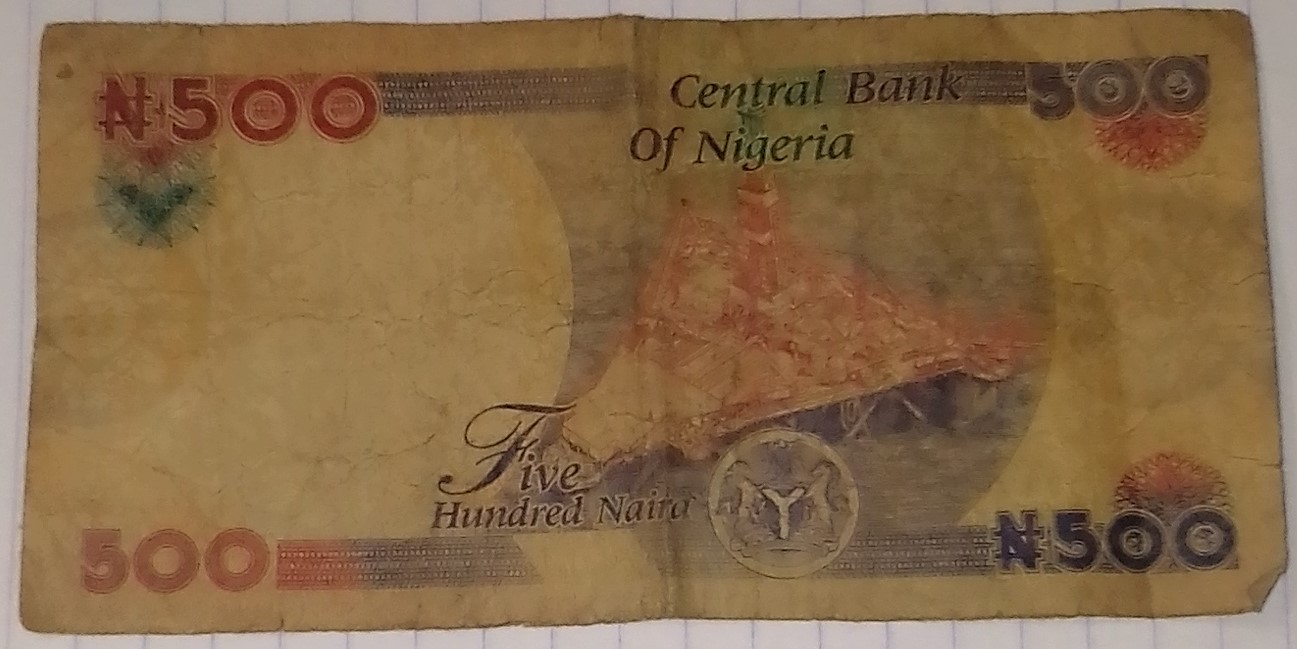 ₦500
Central Bank
Of Nigeria
500
Five
Hundred Naira
500
₦500